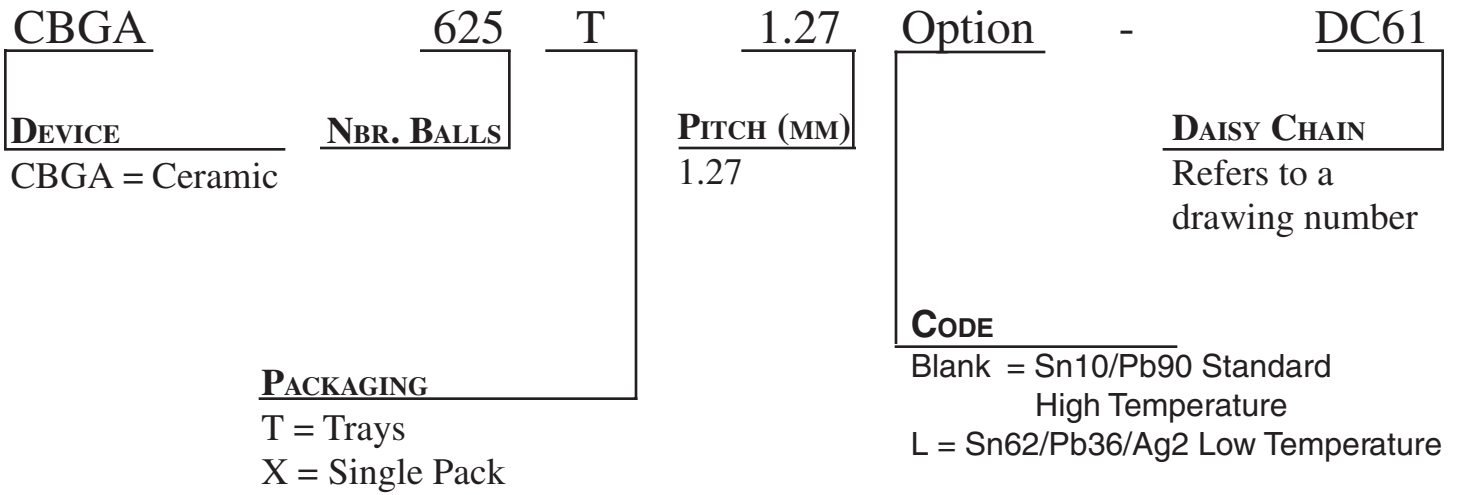 CBGA 625 T 1.27 Option - DC61
DEVICE NBR. BALLS PITCH (MM) DAISY CHAIN
CBGA = Ceramic 1.27 Refers to a
drawing number
CODE
Blank = Sn10/Pb90 Standard
High Temperature
L = Sn62/Pb36/Ag2 Low Temperature
PACKAGING
T = Trays
X = Single Pack